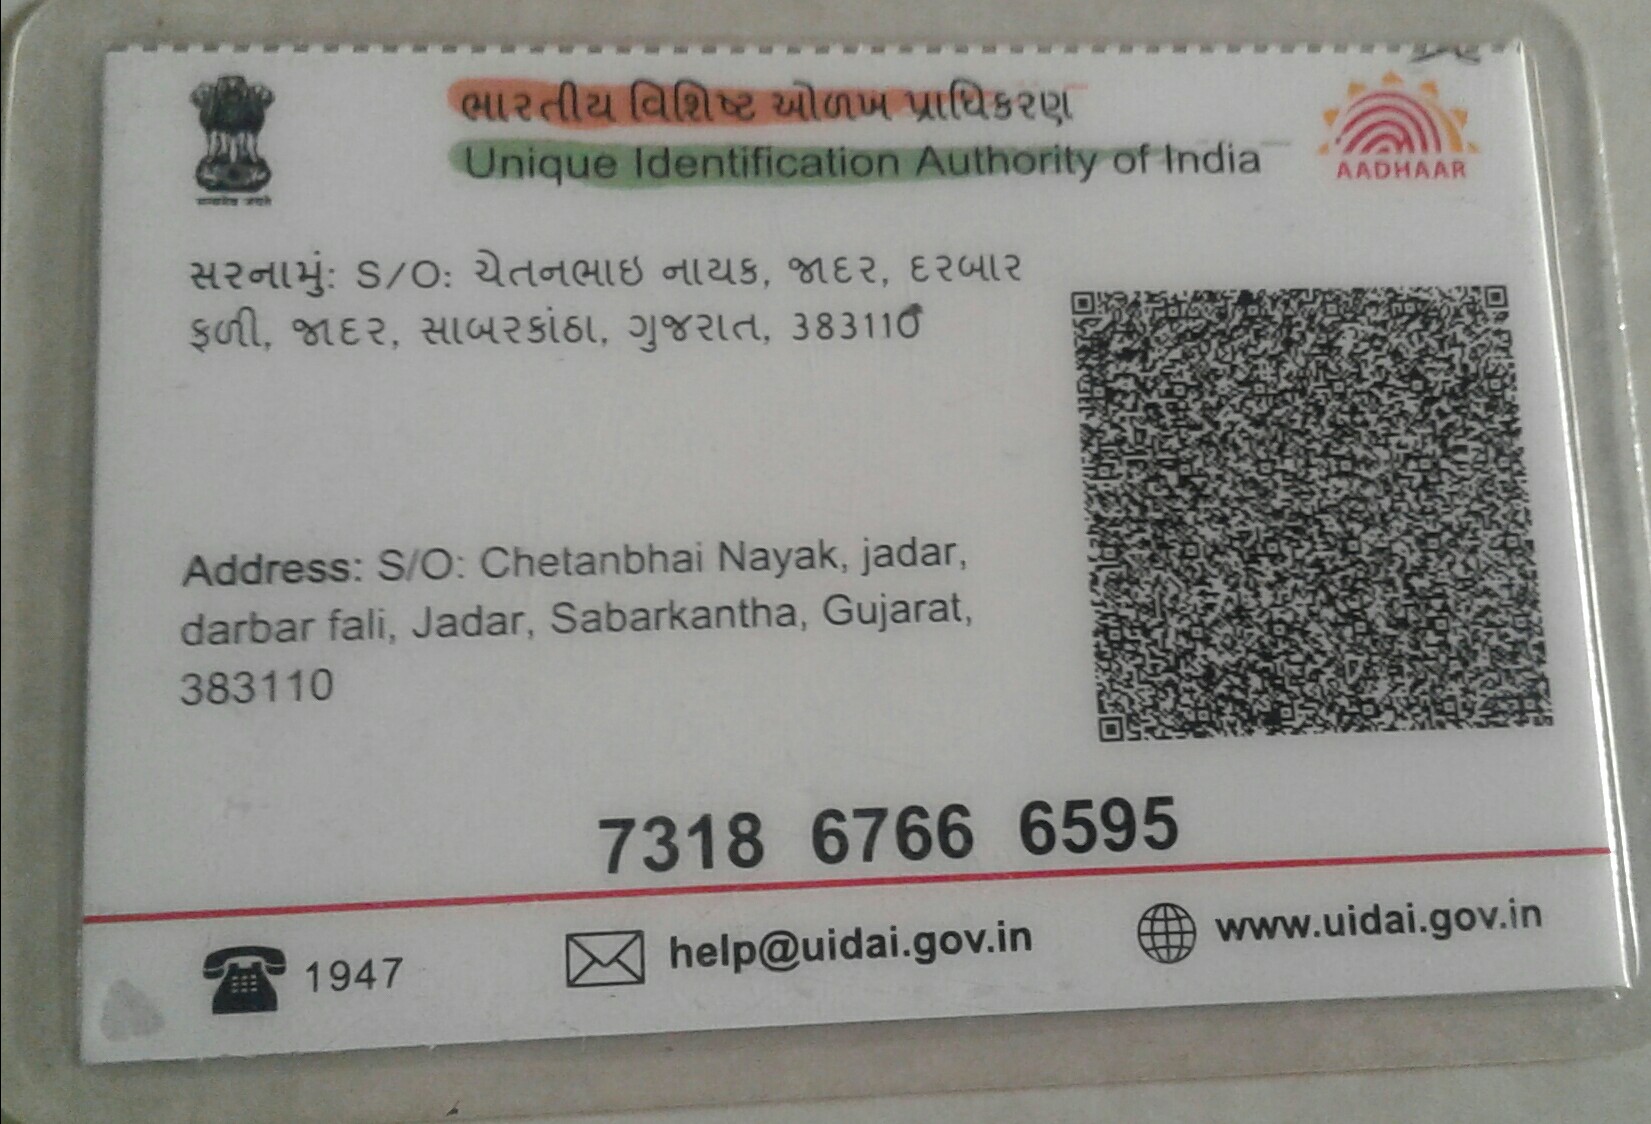 ભારતીય વિશિષ્ટ ઓળખ પ્રાધિકરણ
Unique Identification Authority of India
AADHAAR
સરનામું: S/O: ચેતનભાઇ નાયક, જાદર, દરબાર
ફળી, જાદર, સાબરકાંઠા, ગુજરાત, 383110
Address: S/O: Chetanbhai Nayak, jadar,
darbar fali, Jadar, Sabarkantha, Gujarat,
383110
7318 6766 6595
1947
help@uidai.gov.in
www.uidai.gov.in